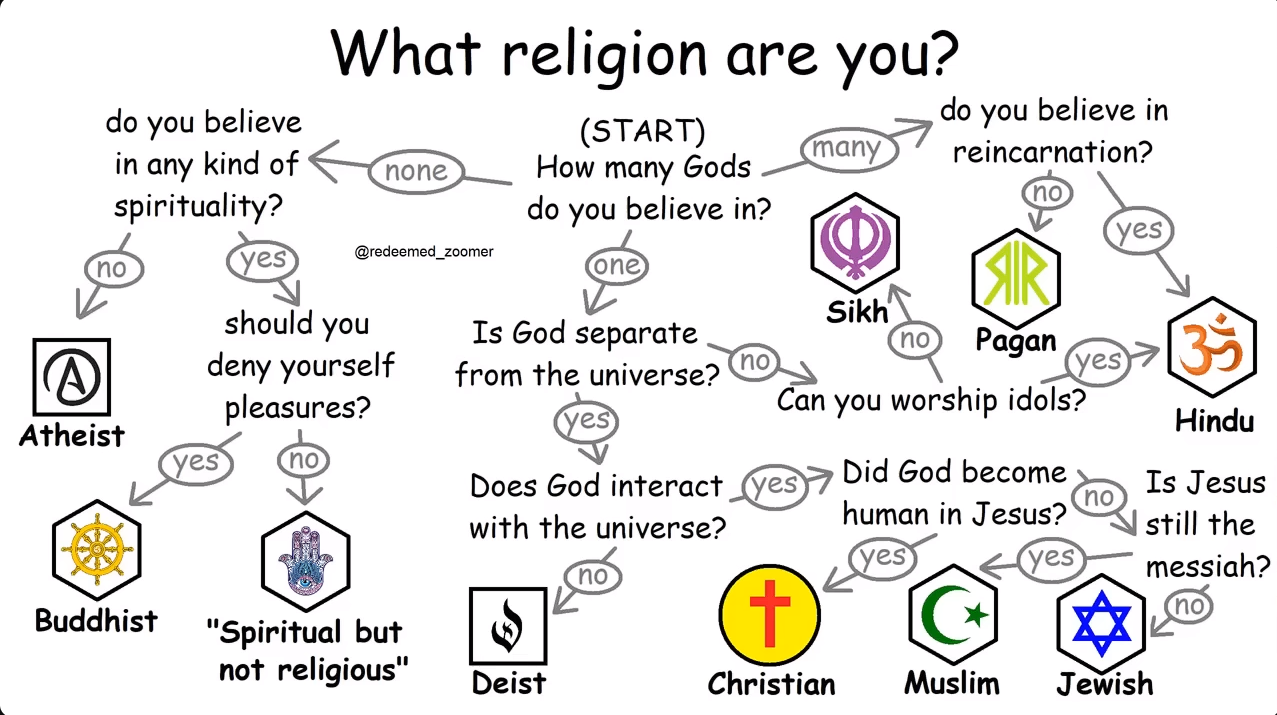 What religion are you?
(START)
How many Gods
do you believe in?
none
many
one
do you believe
in any kind of
spirituality?
no
yes
Atheist
should you
deny yourself
pleasures?
yes
no
Buddhist
"Spiritual but
not religious"
@redeemed_zoomer
do you believe in
reincarnation?
no
yes
Pagan
Hindu
Is God separate
from the universe?
no
yes
Can you worship idols?
no
yes
Sikh
Does God interact
with the universe?
yes
no
Deist
Did God become
human in Jesus?
yes
no
Christian
Is Jesus
still the
messiah?
yes
no
Muslim
Jewish